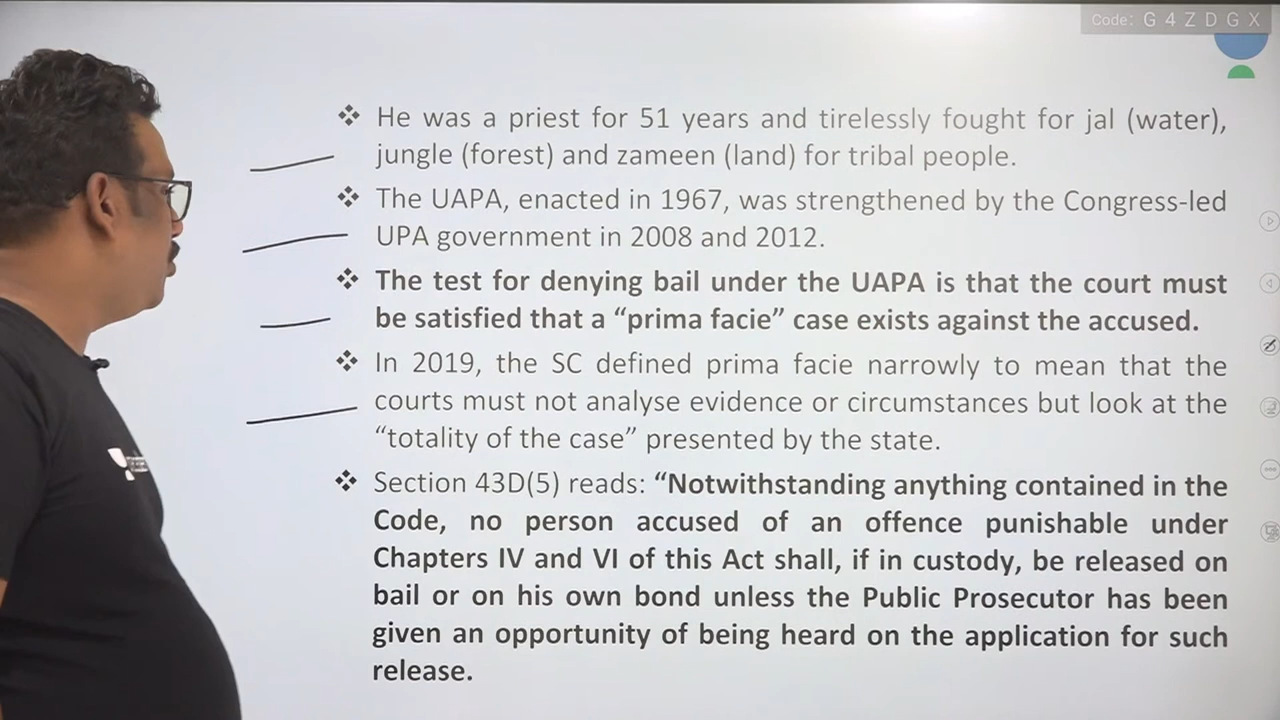 Code: G 4 Z D G X
❖ He was a priest for 51 years and tirelessly fought for jal (water),
jungle (forest) and zameen (land) for tribal people.
❖ The UAPA, enacted in 1967, was strengthened by the Congress-led
UPA government in 2008 and 2012.
❖ The test for denying bail under the UAPA is that the court must
be satisfied that a “prima facie” case exists against the accused.
❖ In 2019, the SC defined prima facie narrowly to mean that the
courts must not analyse evidence or circumstances but look at the
“totality of the case” presented by the state.
❖ Section 43D(5) reads: “Notwithstanding anything contained in the
Code, no person accused of an offence punishable under
Chapters IV and VI of this Act shall, if in custody, be released on
bail or on his own bond unless the Public Prosecutor has been
given an opportunity of being heard on the application for such
release.